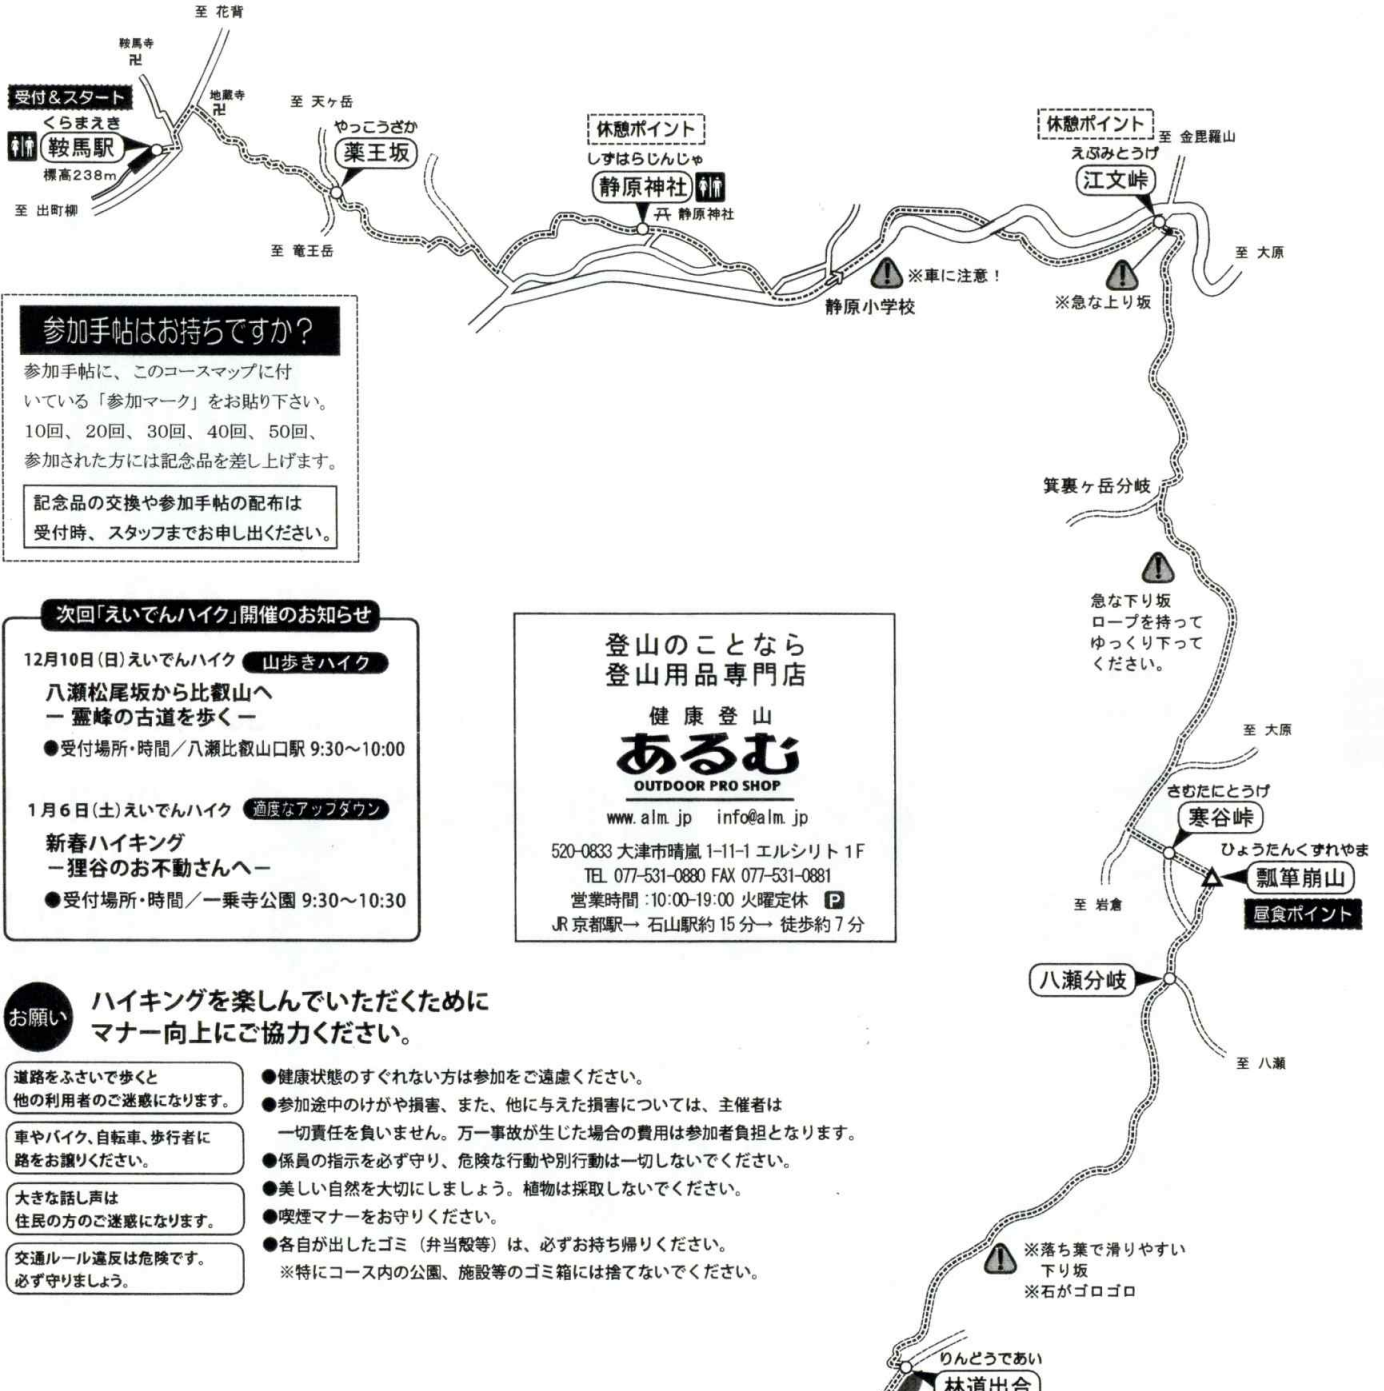 至 花背
鞍馬寺
卍
受付&スタート
くらまえき
鞍馬駅
標高238m
至 出町柳
地蔵寺
卍
至 天ヶ岳
やっこうざか
薬王坂
至 竜王岳
休憩ポイント
しずはらじんじゃ
静原神社
静原神社
※車に注意！
静原小学校
休憩ポイント
至 金毘羅山
えぶみとうげ
江文峠
至 大原
※急な上り坂
参加手帖はお持ちですか？
参加手帖に、このコースマップに付
いている「参加マーク」をお貼り下さい。
10回、20回、30回、40回、50回、
参加された方には記念品を差し上げます。
記念品の交換や参加手帖の配布は
受付時、スタッフまでお申し出ください。
箕裏ヶ岳分岐
急な下り坂
ロープを持って
ゆっくり下って
ください。
次回「えいでんハイク」開催のお知らせ
12月10日（日）えいでんハイク 山歩きハイク
八瀬松尾坂から比叡山へ
－ 霊峰の古道を歩く－
●受付場所・時間／八瀬比叡山口駅 9:30～10:00
1月6日（土）えいでんハイク 適度なアップダウン
新春ハイキング
－狸谷のお不動さんへ－
●受付場所・時間／一乗寺公園 9:30～10:30
登山のことなら
登山用品専門店
健康登山
あるむ
OUTDOOR PRO SHOP
www.alm.jp info@alm.jp
520-0833 大津市晴嵐 1-11-1 エルシリト 1F
TEL 077-531-0880 FAX 077-531-0881
営業時間:10:00-19:00 火曜定休 P
JR 京都駅→ 石山駅約 15 分→ 徒歩約 7 分
至 大原
さむたにとうげ
寒谷峠
ひょうたんくずれやま
瓢箪崩山
昼食ポイント
至 岩倉
八瀬分岐
至 八瀬
お願い
ハイキングを楽しんでいただくために
マナー向上にご協力ください。
道路をふさいで歩くと
他の利用者のご迷惑になります。
車やバイク、自転車、歩行者に
路をお譲りください。
大きな話し声は
住民の方のご迷惑になります。
交通ルール違反は危険です。
必ず守りましょう。
●健康状態のすぐれない方は参加をご遠慮ください。
●参加途中のけがや損害、また、他に与えた損害については、主催者は
一切責任を負いません。万一事故が生じた場合の費用は参加者負担となります。
●係員の指示を必ず守り、危険な行動や別行動は一切しないでください。
●美しい自然を大切にしましょう。植物は採取しないでください。
●喫煙マナーをお守りください。
●各自が出したゴミ（弁当殻等）は、必ずお持ち帰りください。
※特にコース内の公園、施設等のゴミ箱には捨てないでください。
※落ち葉で滑りやすい
下り坂
※石がゴロゴロ
りんどうであい
林道出合